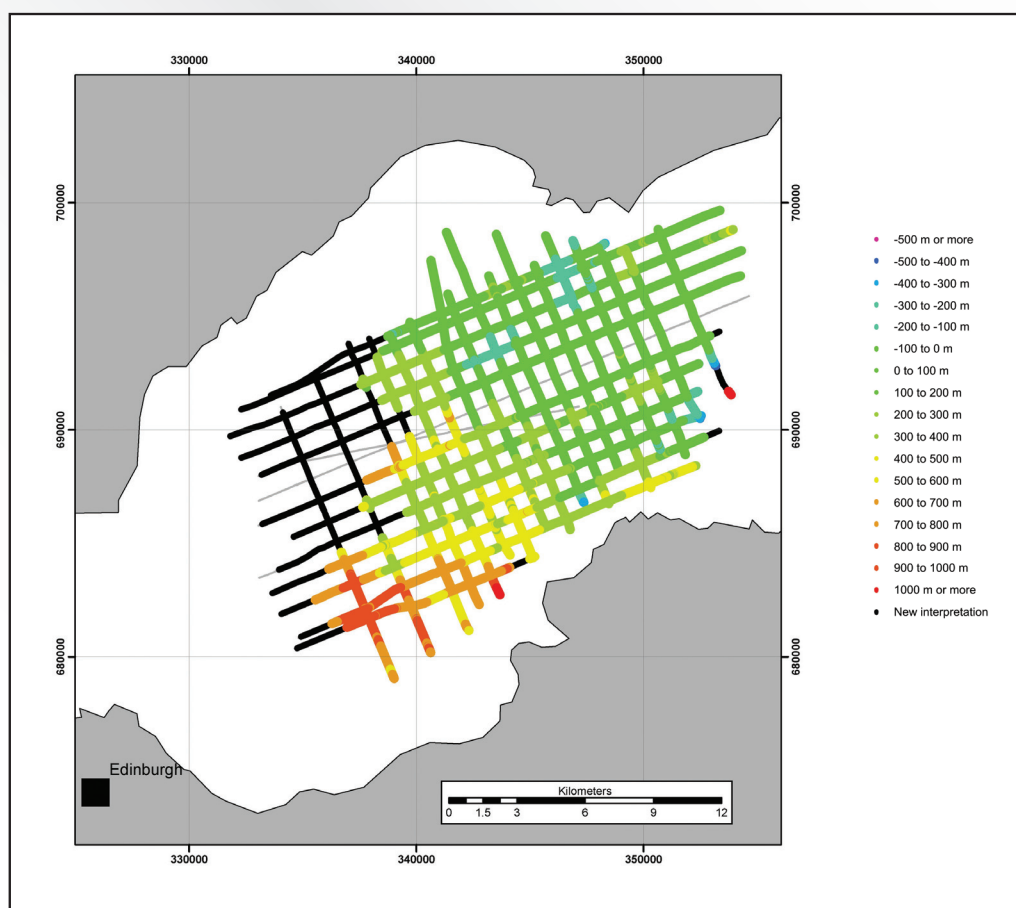 330000 340000 350000
700000 700000
690000 690000
680000 680000
-500 m or more
-500 to -400 m
-400 to -300 m
-300 to -200 m
-200 to -100 m
-100 to 0 m
0 to 100 m
100 to 200 m
200 to 300 m
300 to 400 m
400 to 500 m
500 to 600 m
600 to 700 m
700 to 800 m
800 to 900 m
900 to 1000 m
1000 m or more
New interpretation
Edinburgh
Kilometers
0 1.5 3 6 9 12
330000 340000 350000